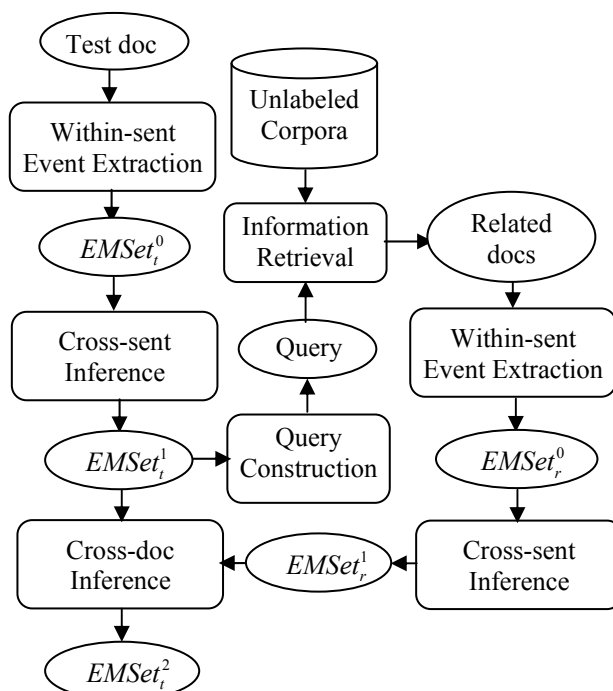 Test doc
Within-sent
Event Extraction
EMSet_t^0
Cross-sent
Inference
EMSet_t^1
Cross-doc
Inference
EMSet_t^2
Unlabeled
Corpora
Information
Retrieval
Query
Query
Construction
Related
docs
Within-sent
Event Extraction
EMSet_r^0
Cross-sent
Inference
EMSet_r^1